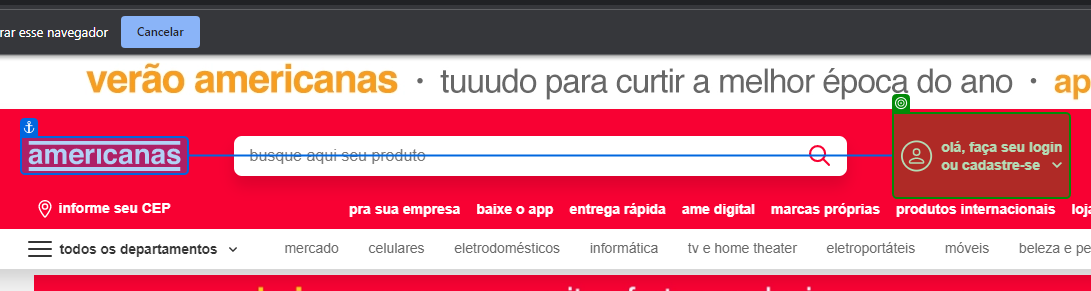 rar esse navegador Cancelar
verão americanas · tuuudo para curtir a melhor época do ano · ap
americanas
busque aqui seu produto
olá, faça seu login
ou cadastre-se
informe seu CEP
pra sua empresa baixe o app entrega rápida ame digital marcas próprias produtos internacionais loja
todos os departamentos mercado celulares eletrodomésticos informática tv e home theater eletroportáteis móveis beleza e pe